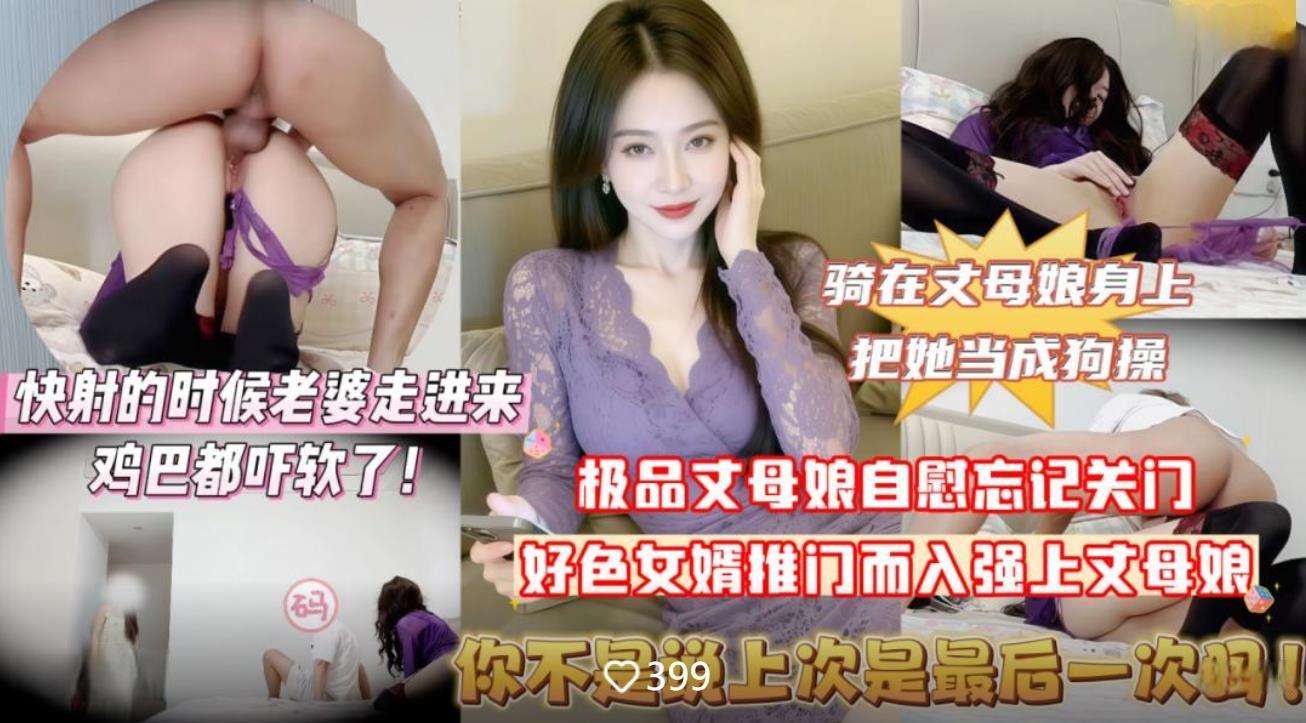 骑在丈母娘身上
把她当成狗操
快射的时候老婆走进来
鸡巴都吓软了!
极品丈母娘自慰忘记关门
好色女婿推门而入强上丈母娘
码
你不是说上次是最后一次吗!
399